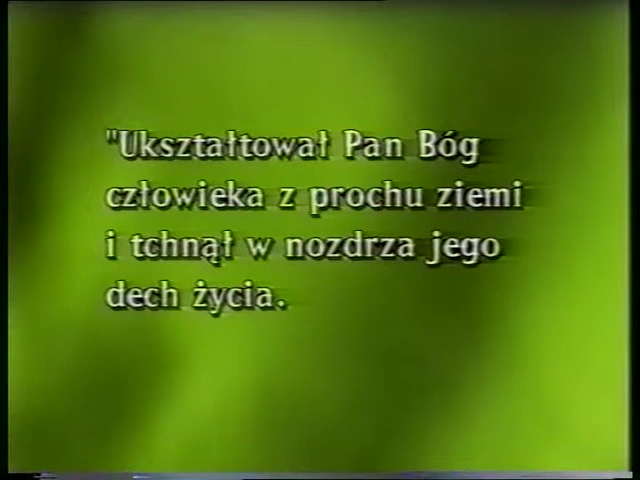 "Ukształtował Pan Bóg
człowieka z prochu ziemi
i tchnął w nozdrza jego
dech życia.